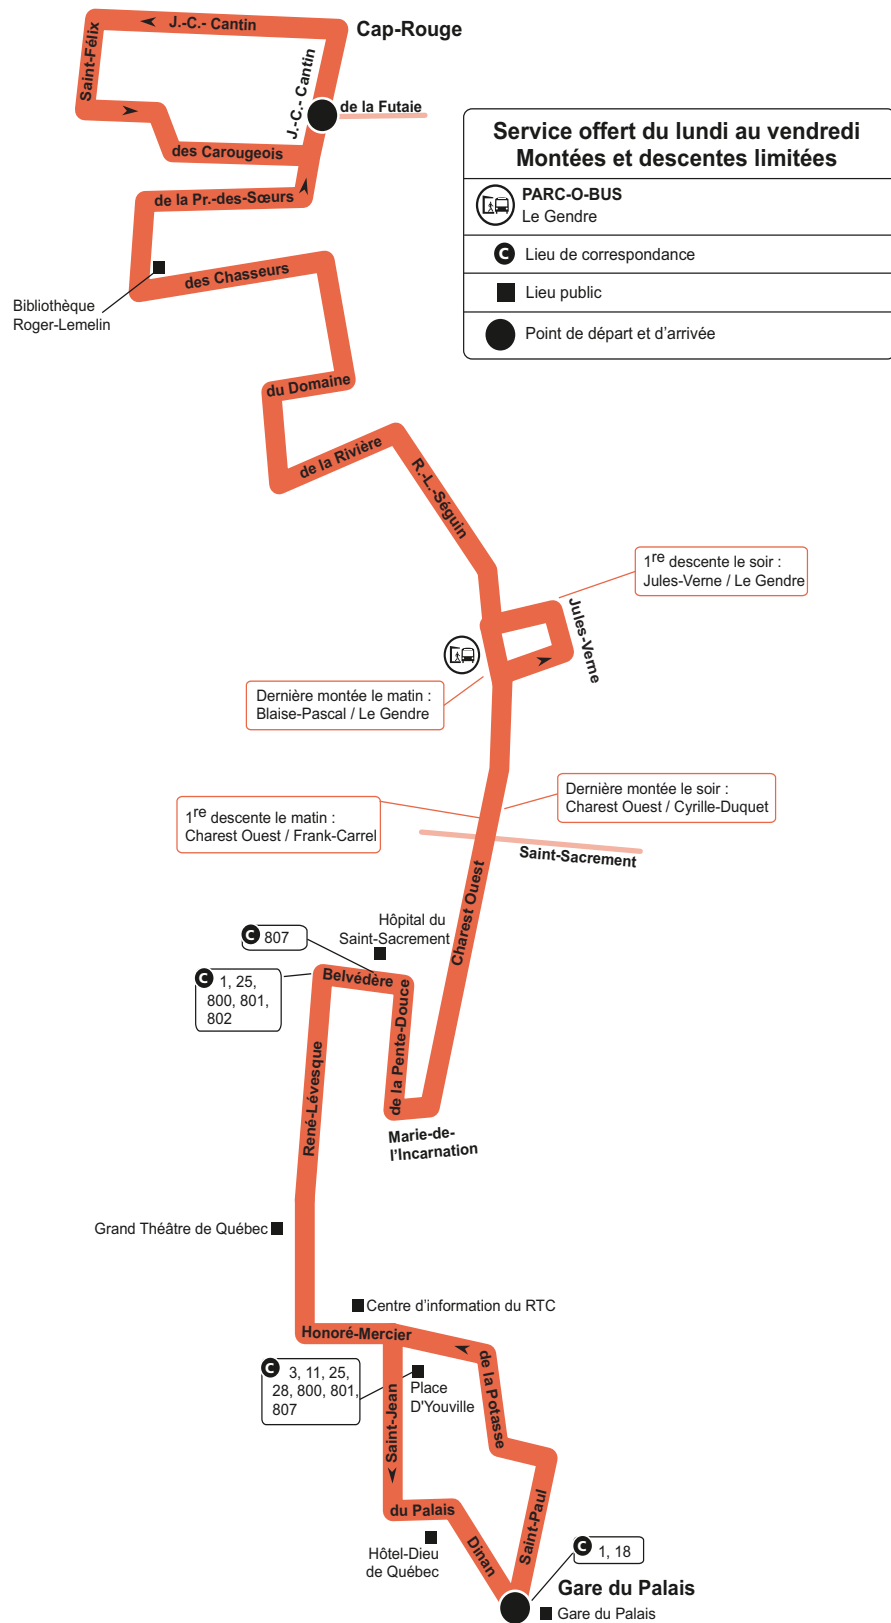 J.-C.- Cantin
Cap-Rouge
Saint-Félix
J.-C.- Cantin
de la Futaie
des Carougeois
de la Pr.-des-Sœurs
Service offert du lundi au vendredi
Montées et descentes limitées
PARC-O-BUS
Le Gendre
C Lieu de correspondance
Lieu public
Point de départ et d’arrivée
des Chasseurs
Bibliothèque
Roger-Lemelin
du Domaine
de la Rivière
R.-L.-Séguin
1re descente le soir :
Jules-Verne / Le Gendre
Jules-Verne
Dernière montée le matin :
Blaise-Pascal / Le Gendre
Dernière montée le soir :
Charest Ouest / Cyrille-Duquet
1re descente le matin :
Charest Ouest / Frank-Carrel
Saint-Sacrement
Charest Ouest
Hôpital du
Saint-Sacrement
C 807
Belvédère
C 1, 25,
800, 801,
802
de la Pente-Douce
René-Lévesque
Marie-de-
l’Incarnation
Grand Théâtre de Québec
Centre d’information du RTC
Honoré-Mercier
de la Potasse
C 3, 11, 25,
28, 800, 801,
807
Place
D'Youville
Saint-Jean
du Palais
Dinan
Saint-Paul
Hôtel-Dieu
de Québec
C 1, 18
Gare du Palais
Gare du Palais